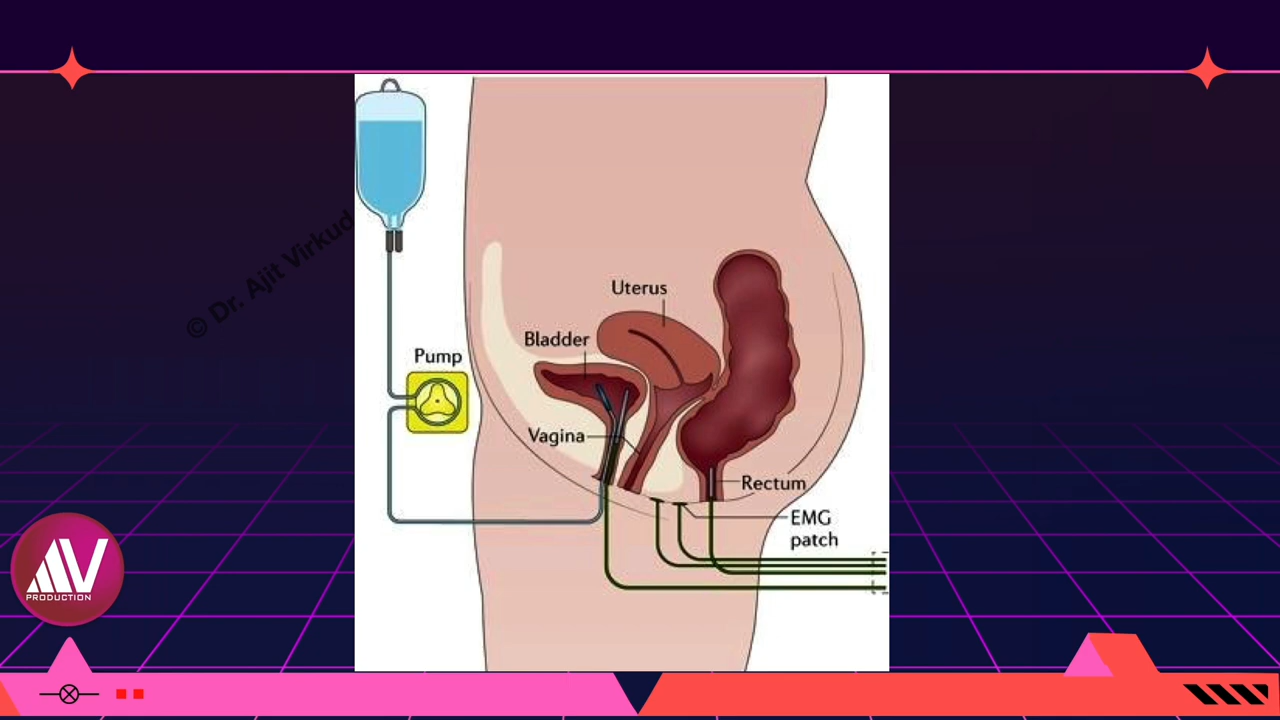 © Dr. Ajit Virkud
Uterus
Bladder
Pump
Vagina
Rectum
EMG
patch
AV
PRODUCTION